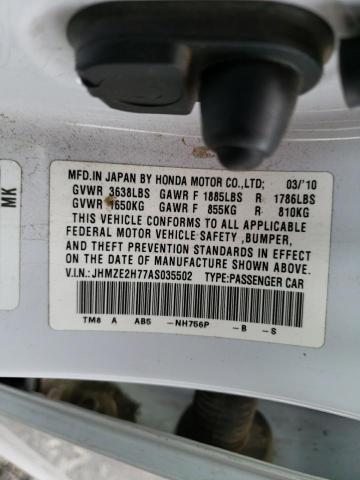 MFD.IN JAPAN BY HONDA MOTOR CO.,LTD; 03/'10
GVWR 3638LBS GAWR F 1885LBS R 1786LBS
GVWR 1650KG GAWR F 855KG R 810KG
THIS VEHICLE CONFORMS TO ALL APPLICABLE
FEDERAL MOTOR VEHICLE SAFETY ,BUMPER,
AND THEFT PREVENTION STANDARDS IN EFFECT
ON THE DATE OF MANUFACTURE SHOWN ABOVE.
V.I.N.: JHMZE2H77AS035502 TYPE:PASSENGER CAR
TM8 A AB5 -NH756P -B -S
MK